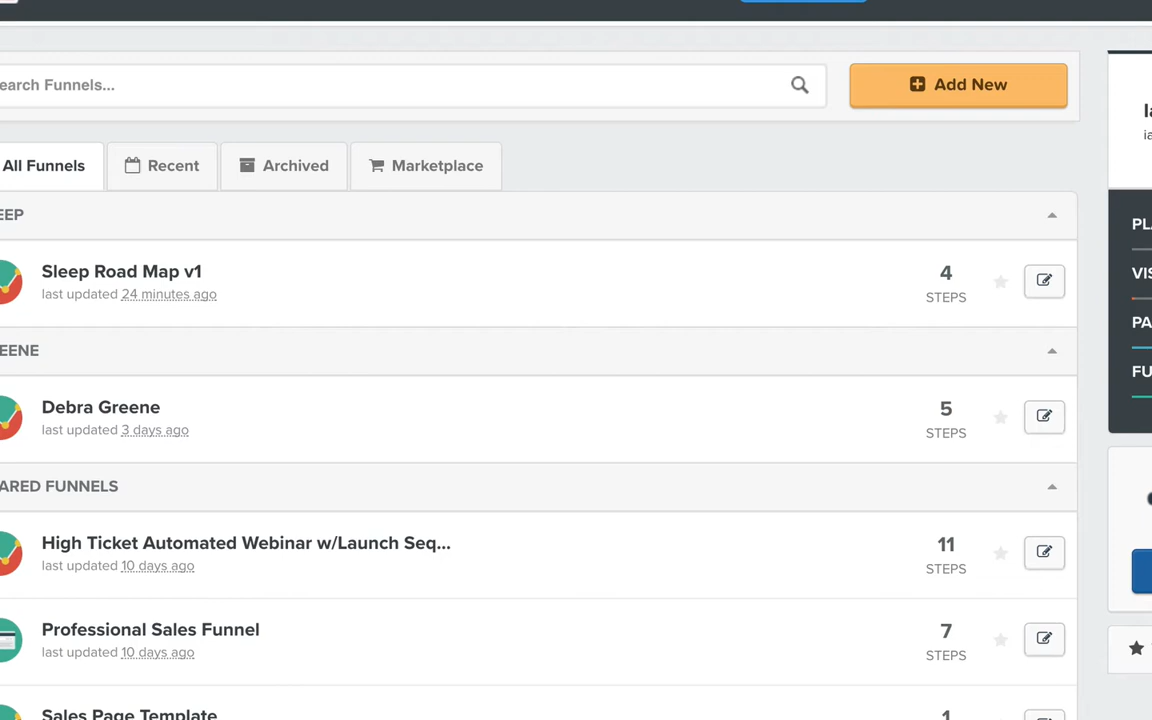 earch Funnels...
Add New
All Funnels
Recent
Archived
Marketplace
EEP
Sleep Road Map v1
4
last updated 24 minutes ago
STEPS
EENE
Debra Greene
5
last updated 3 days ago
STEPS
ARED FUNNELS
High Ticket Automated Webinar w/Launch Seq...
11
last updated 10 days ago
STEPS
Professional Sales Funnel
7
last updated 10 days ago
STEPS
Sales Page Template
1
PL
VIS
PA
FU